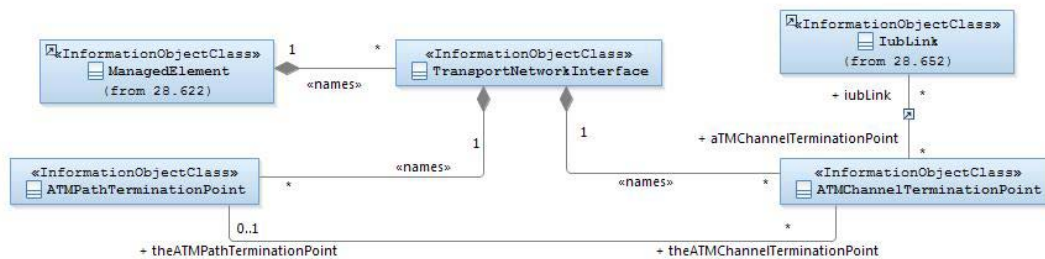 «InformationObjectClass»
ManagedElement
(from 28.622)
1
*
«names»
«InformationObjectClass»
TransportNetworkInterface
«InformationObjectClass»
IubLink
(from 28.652)
+ iubLink
*
+ aTMChannelTerminationPoint
*
1
«names»
*
1
«names»
*
«InformationObjectClass»
ATMPathTerminationPoint
«InformationObjectClass»
ATMChannelTerminationPoint
0..1
+ theATMPathTerminationPoint
*
+ theATMChannelTerminationPoint